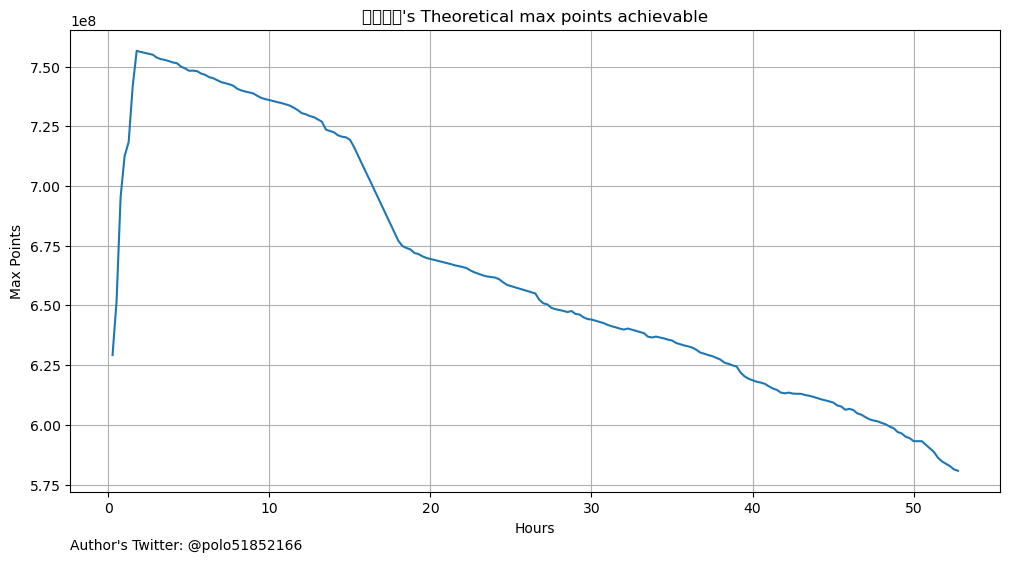 's Theoretical max points achievable
1e8
7.50
7.25
7.00
6.75
6.50
6.25
6.00
5.75
Max Points
0 10 20 30 40 50
Hours
Author's Twitter: @polo51852166